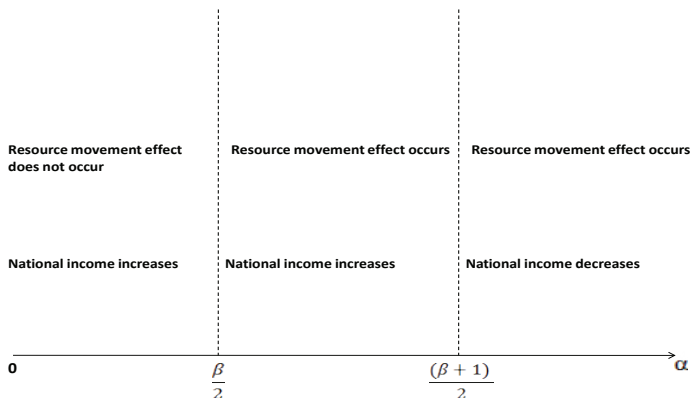 Resource movement effect
does not occur
Resource movement effect occurs
Resource movement effect occurs
National income increases
National income increases
National income decreases
0
β/2
(β + 1)/2
α